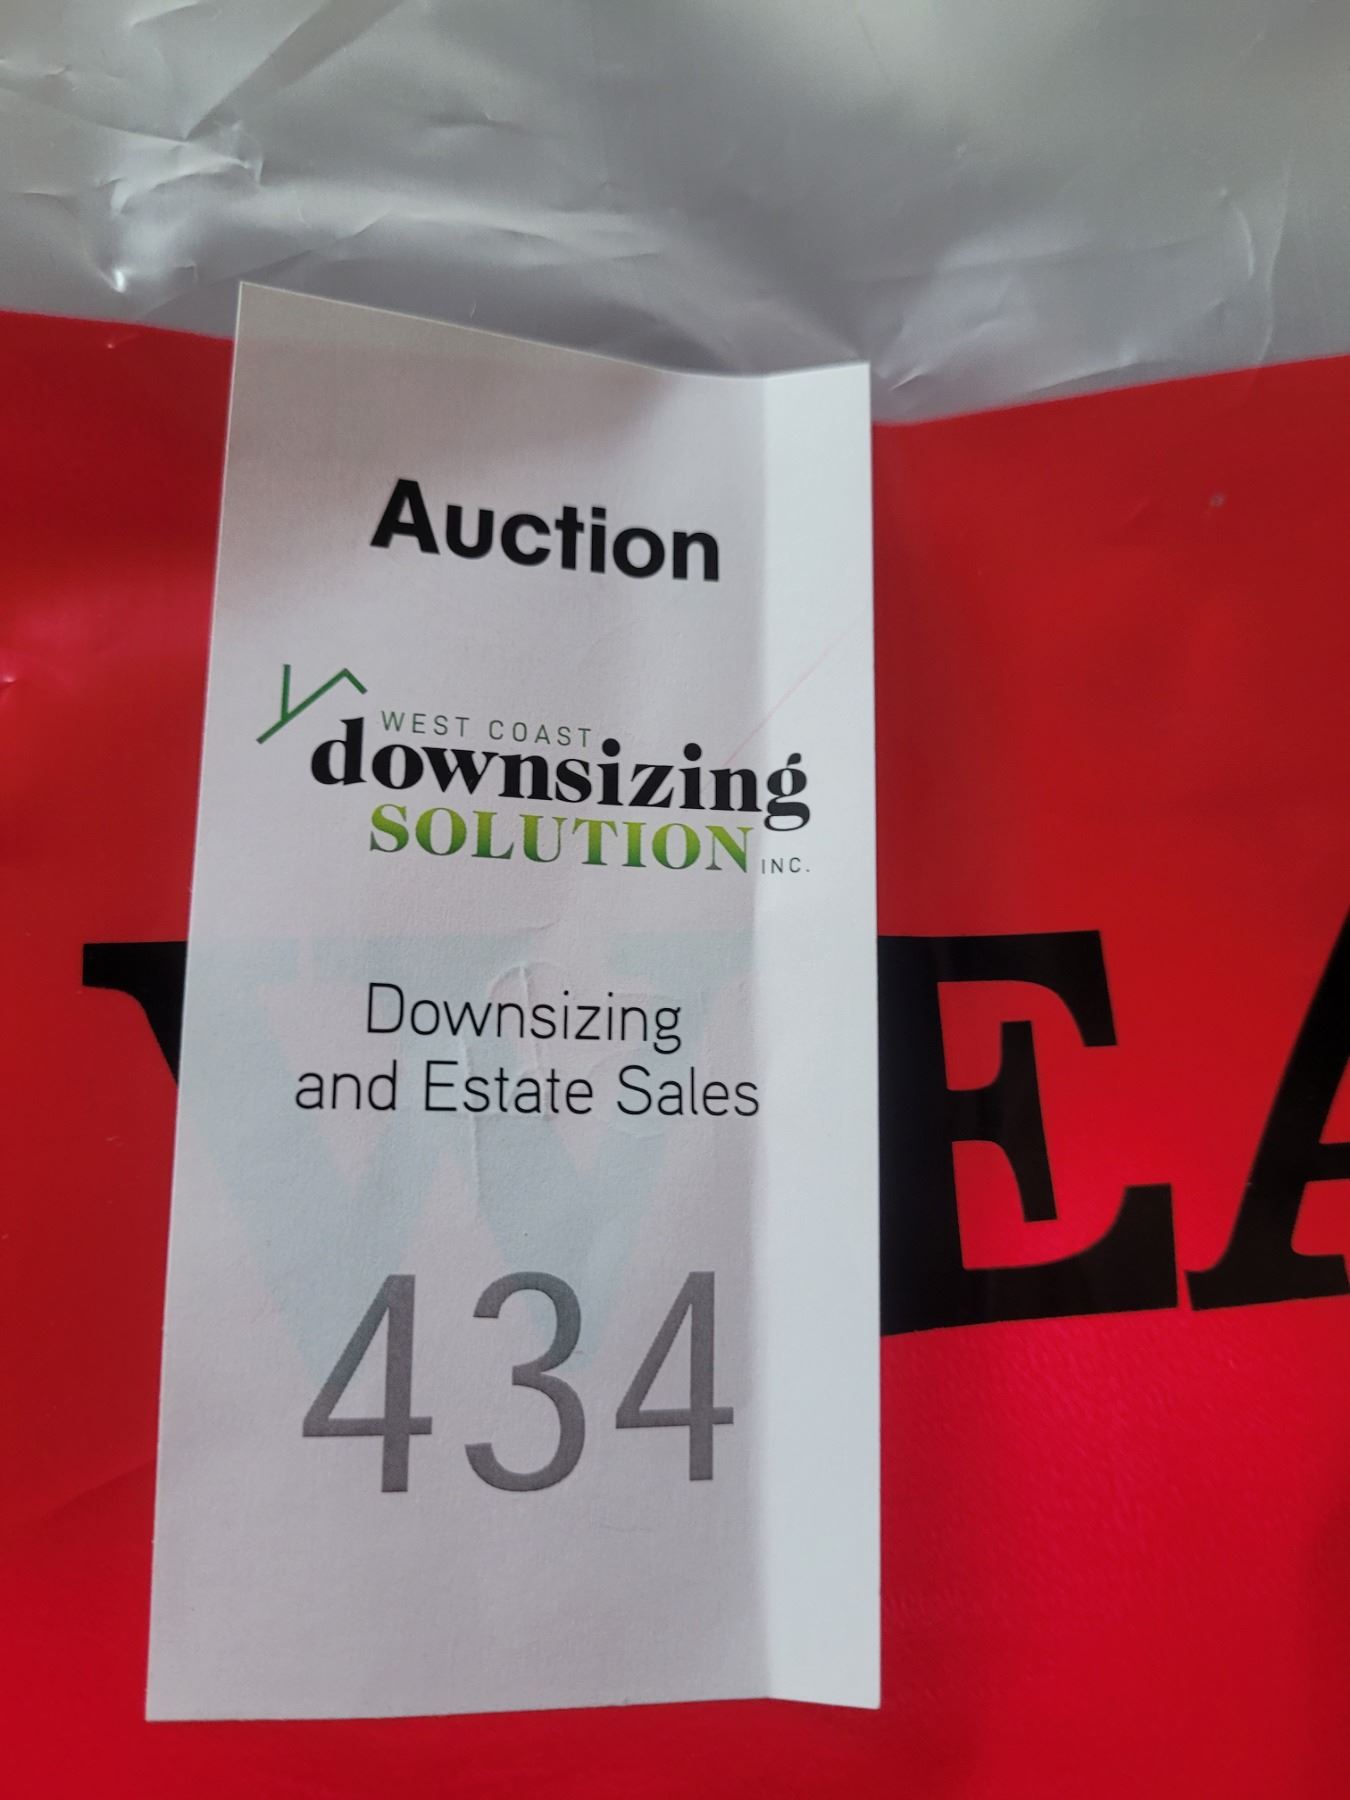 Auction
WEST COAST
downsizing
SOLUTION INC.
Downsizing
and Estate Sales
434